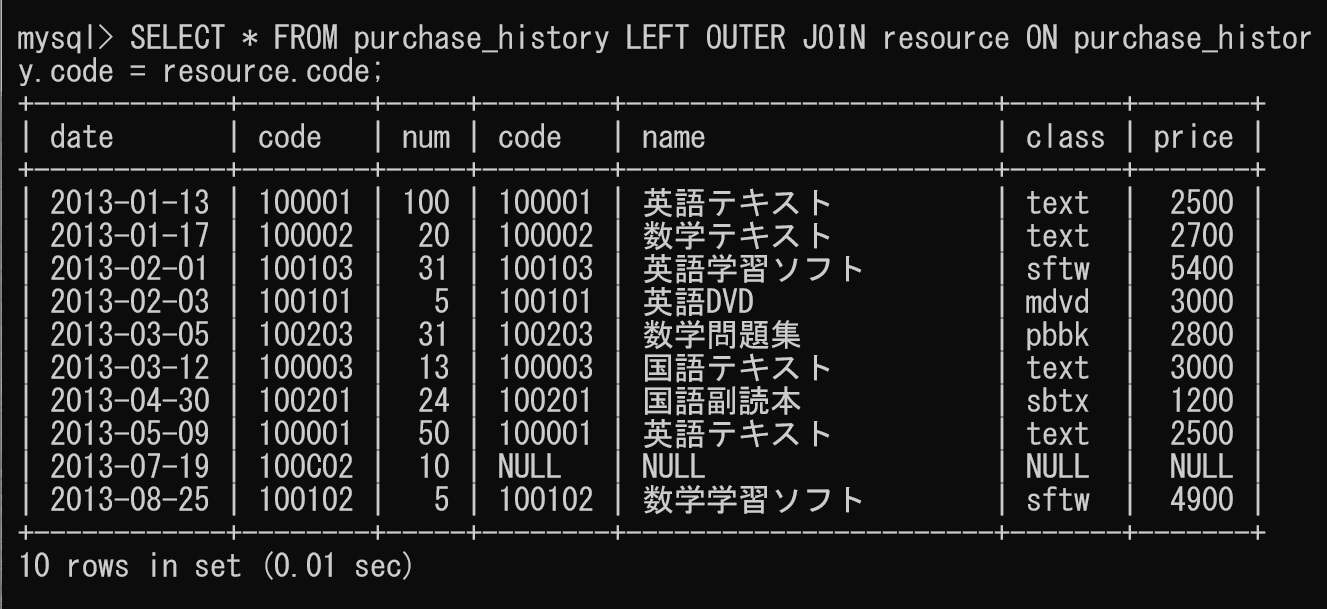 mysql> SELECT * FROM purchase_history LEFT OUTER JOIN resource ON purchase_histor
y.code = resource.code;
+------------+--------+-----+--------+-----------------------+-------+-------+
| date       | code   | num | code   | name                  | class | price |
+------------+--------+-----+--------+-----------------------+-------+-------+
| 2013-01-13 | 100001 | 100 | 100001 | 英語テキスト          | text  |  2500 |
| 2013-01-17 | 100002 |  20 | 100002 | 数学テキスト          | text  |  2700 |
| 2013-02-01 | 100103 |  31 | 100103 | 英語学習ソフト        | sftw  |  5400 |
| 2013-02-03 | 100101 |   5 | 100101 | 英語DVD               | mdvd  |  3000 |
| 2013-03-05 | 100203 |  31 | 100203 | 数学問題集            | pbbk  |  2800 |
| 2013-03-12 | 100003 |  13 | 100003 | 国語テキスト          | text  |  3000 |
| 2013-04-30 | 100201 |  24 | 100201 | 国語副読本            | sbtx  |  1200 |
| 2013-05-09 | 100001 |  50 | 100001 | 英語テキスト          | text  |  2500 |
| 2013-07-19 | 100C02 |  10 | NULL   | NULL                  | NULL  |  NULL |
| 2013-08-25 | 100102 |   5 | 100102 | 数学学習ソフト        | sftw  |  4900 |
+------------+--------+-----+--------+-----------------------+-------+-------+
10 rows in set (0.01 sec)